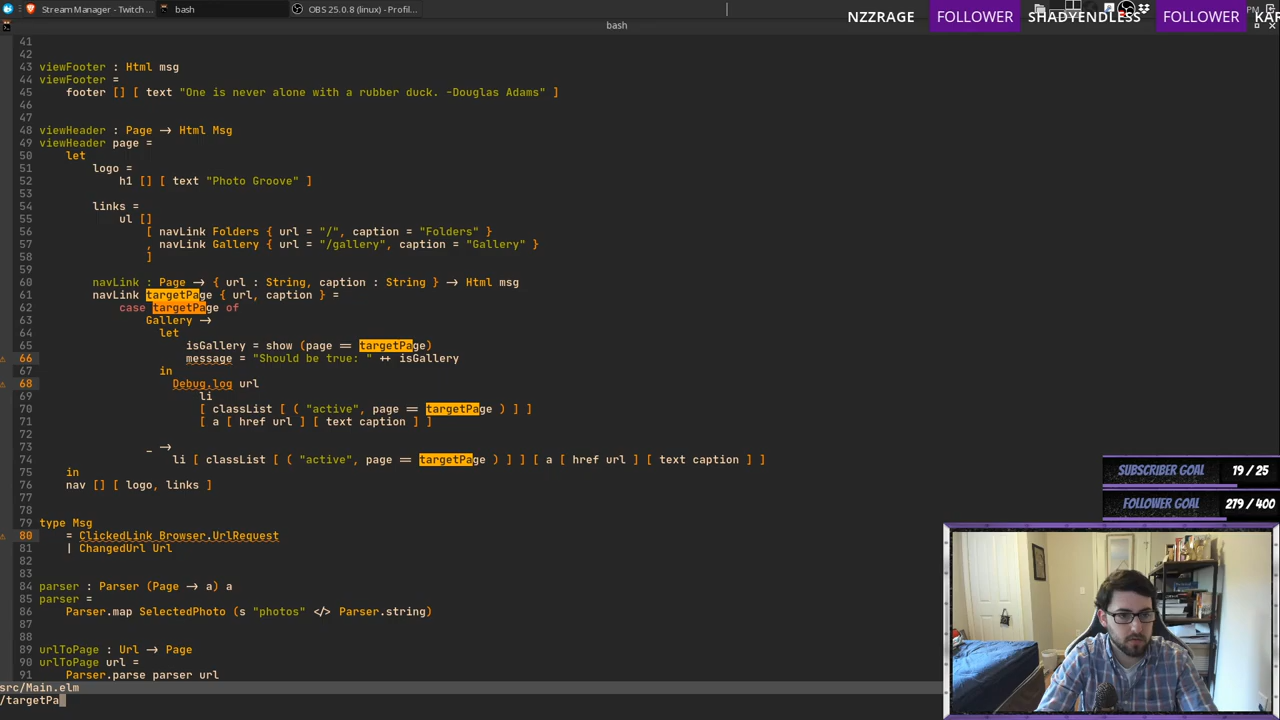 Stream Manager - Twitch ...
bash
OBS 25.0.8 (linux) - Profil...
NZZRAGE FOLLOWER SHADYENDLESS FOLLOWER KAR
bash
41
42
43 viewFooter : Html msg
44 viewFooter =
45 footer [] [ text "One is never alone with a rubber duck. -Douglas Adams" ]
46
47
48 viewHeader : Page → Html Msg
49 viewHeader page =
50 let
51 logo =
52 h1 [] [ text "Photo Groove" ]
53
54 links =
55 ul []
56 [ navLink Folders { url = "/", caption = "Folders" }
57 , navLink Gallery { url = "/gallery", caption = "Gallery" }
58 ]
59
60 navLink : Page → { url : String, caption : String } → Html msg
61 navLink targetPage { url, caption } =
62 case targetPage of
63 Gallery →
64 let
65 isGallery = show (page == targetPage)
66 message = "Should be true: " ++ isGallery
67 in
68 Debug.log url
69 li
70 [ classList [ ( "active", page == targetPage ) ] ]
71 [ a [ href url ] [ text caption ] ]
72
73 _ →
74 li [ classList [ ( "active", page == targetPage ) ] ] [ a [ href url ] [ text caption ] ]
75 in
76 nav [] [ logo, links ]
77
78
79 type Msg
80 = ClickedLink Browser.UrlRequest
81 | ChangedUrl Url
82
83
84 parser : Parser (Page → a) a
85 parser =
86 Parser.map SelectedPhoto (s "photos" </> Parser.string)
87
88
89 urlToPage : Url → Page
90 urlToPage url =
91 Parser.parse parser url
src/Main.elm
/targetPa
SUBSCRIBER GOAL 19 / 25
FOLLOWER GOAL 279 / 400